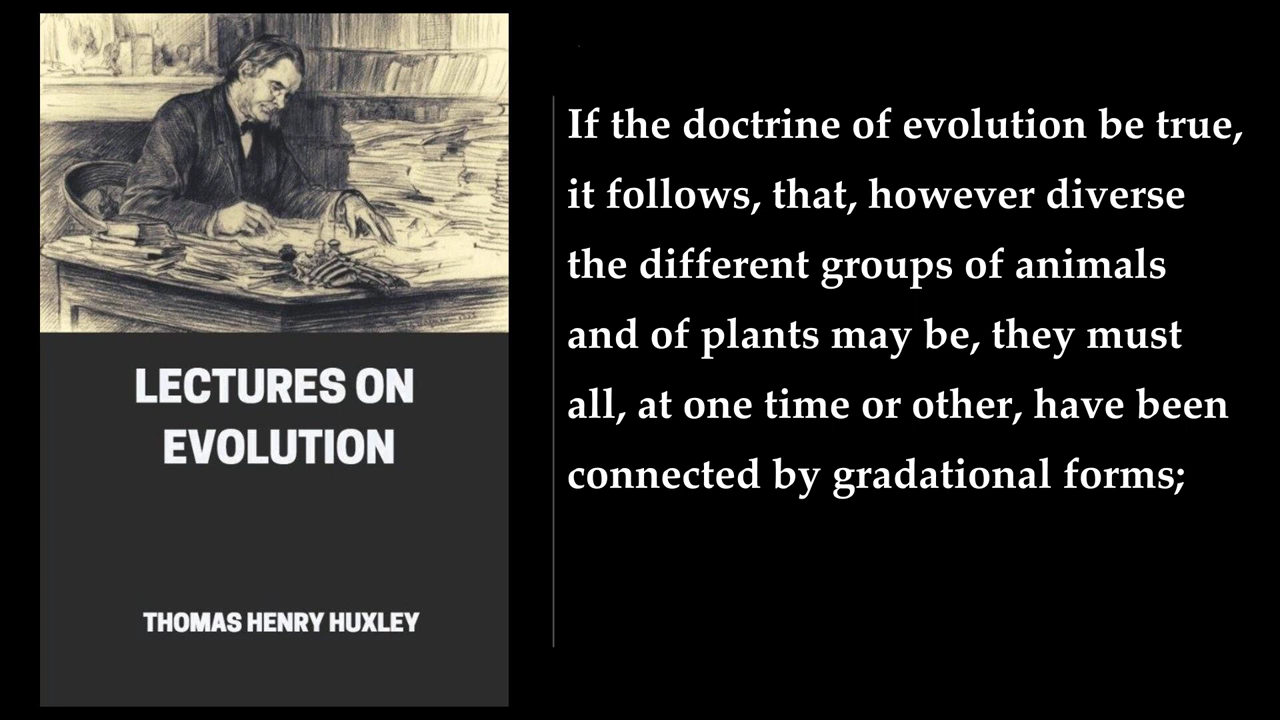 LECTURES ON
EVOLUTION
THOMAS HENRY HUXLEY
If the doctrine of evolution be true,
it follows, that, however diverse
the different groups of animals
and of plants may be, they must
all, at one time or other, have been
connected by gradational forms;